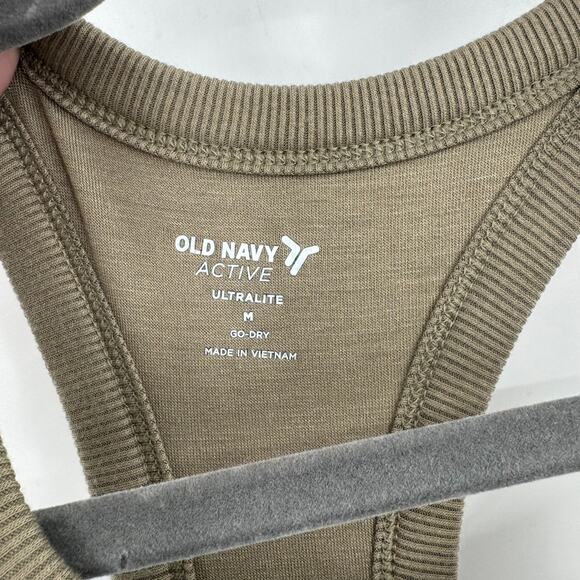 OLD NAVY
ACTIVE
ULTRALITE
M
GO-DRY
MADE IN VIETNAM